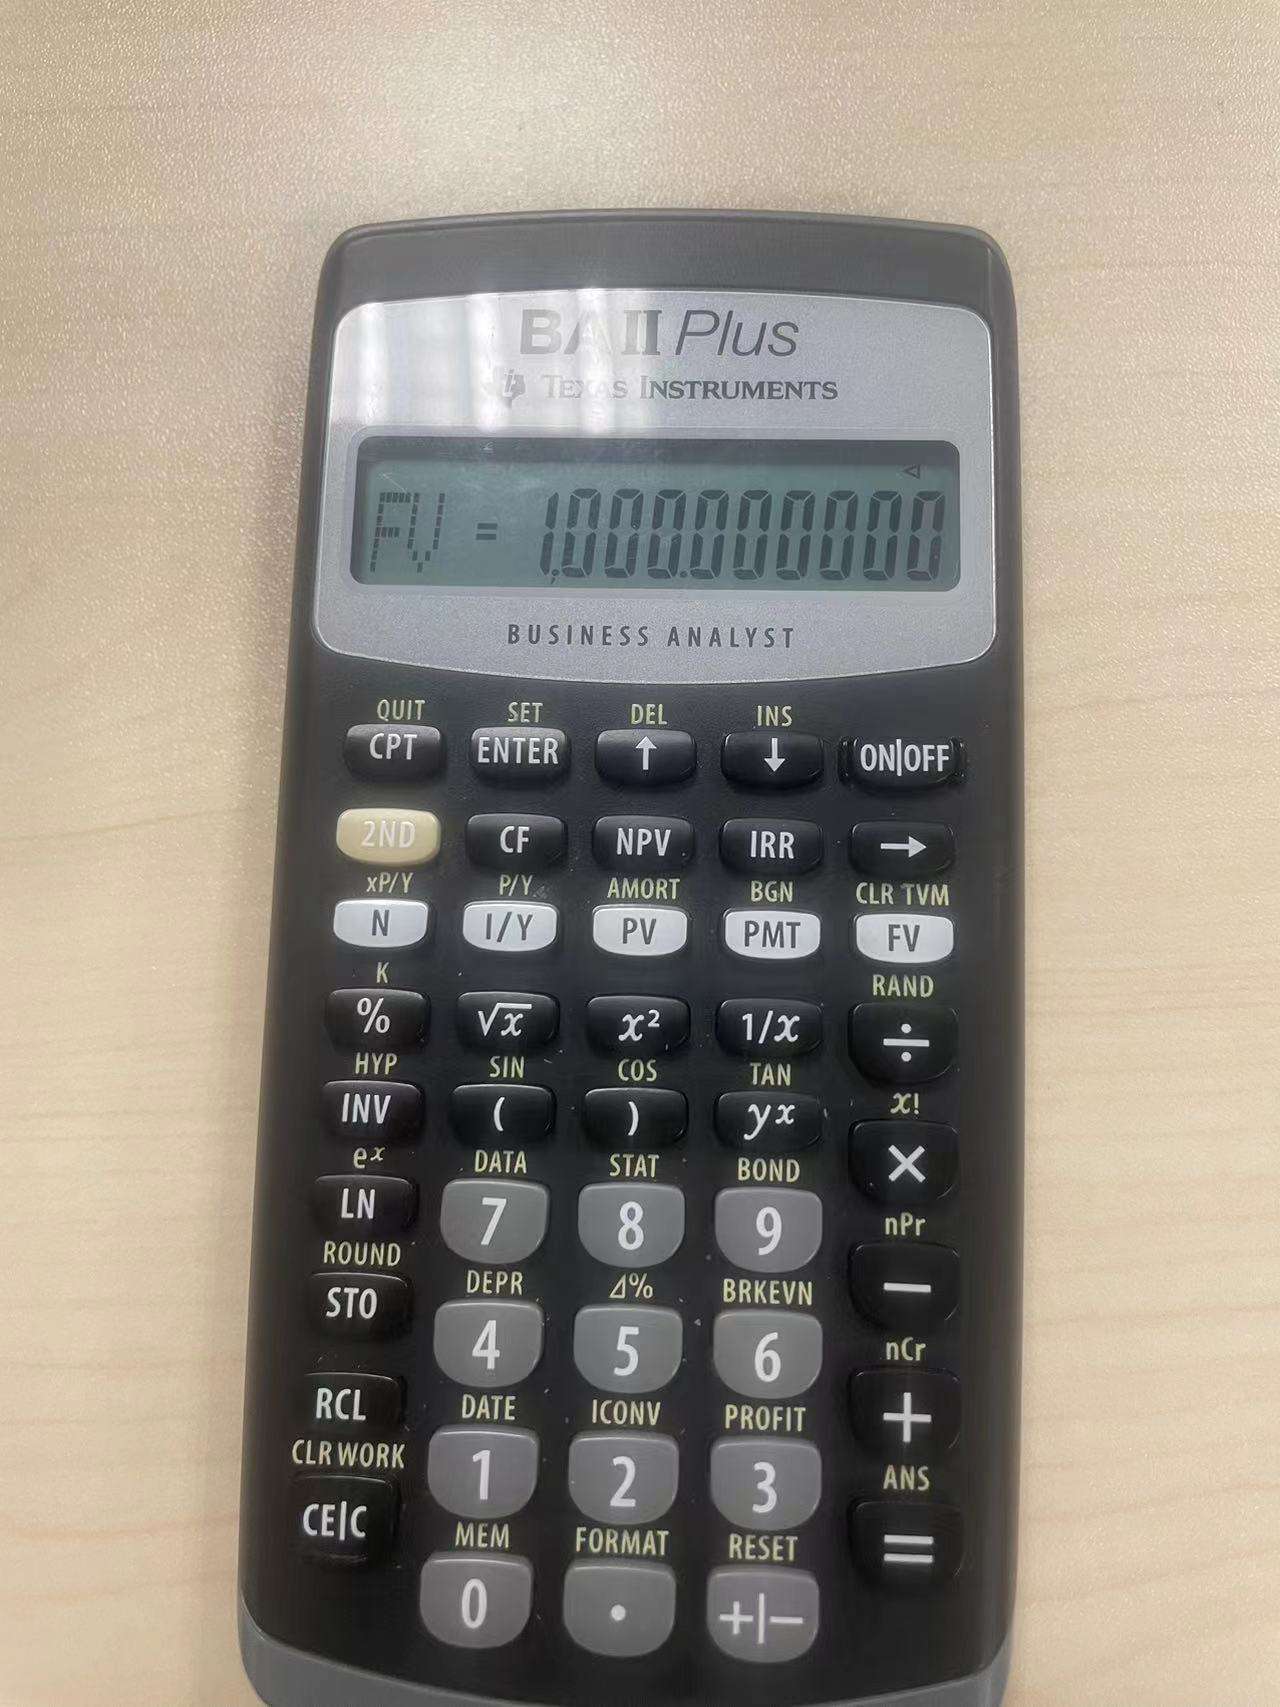 BA II Plus
TEXAS INSTRUMENTS
FV = 1,000.000000
BUSINESS ANALYST
QUIT SET DEL INS
CPT ENTER ↑ ↓ ON|OFF
2ND CF NPV IRR →
xP/Y P/Y AMORT BGN CLR TVM
N I/Y PV PMT FV
K RAND
% √x x² 1/x ÷
HYP SIN COS TAN x!
INV ( ) yˣ ×
eˣ DATA STAT BOND nPr
LN 7 8 9 −
ROUND DEPR Δ% BRKEVN nCr
STO 4 5 6 +
DATE ICONV PROFIT ANS
RCL 1 2 3 =
CLR WORK MEM FORMAT RESET
CE|C 0 . +|−